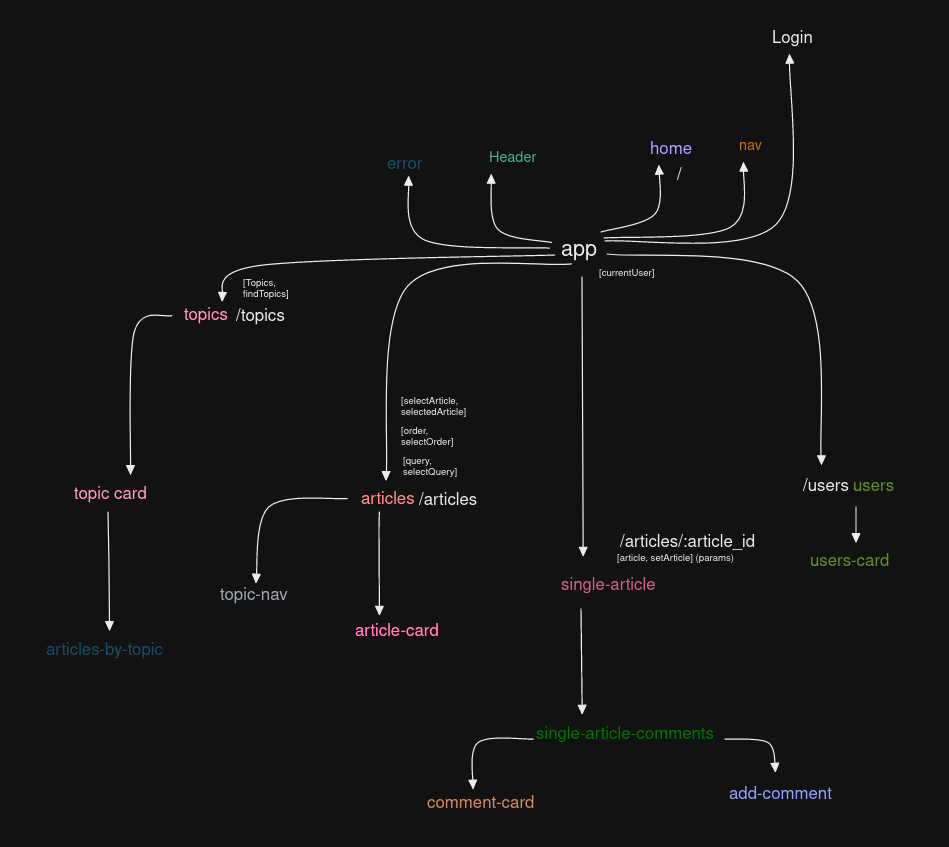 Login
nav
home
/
Header
error
app
[currentUser]
[Topics,
findTopics]
topics /topics
[selectArticle,
selectedArticle]
[order,
selectOrder]
[query,
selectQuery]
/users users
topic card
articles /articles
/articles/:article_id
[article, setArticle] (params)
users-card
single-article
topic-nav
article-card
articles-by-topic
single-article-comments
add-comment
comment-card